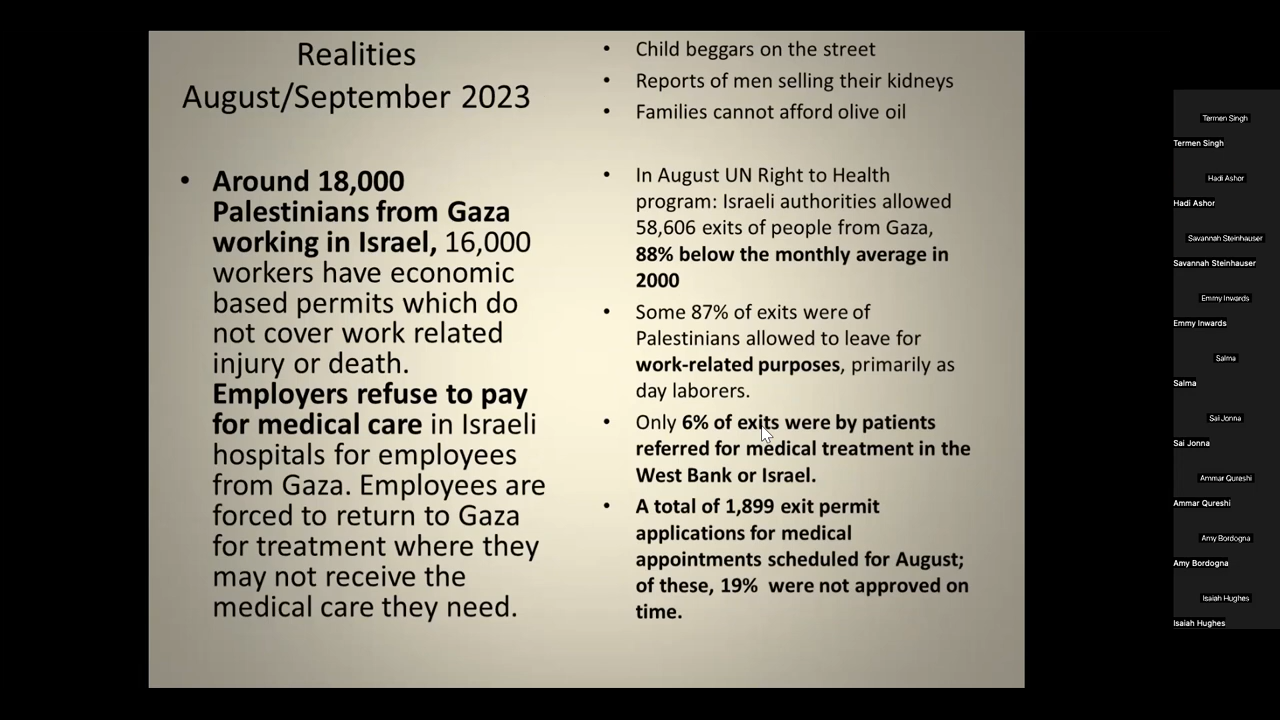 Realities
August/September 2023
• Around 18,000
Palestinians from Gaza
working in Israel, 16,000
workers have economic
based permits which do
not cover work related
injury or death.
Employers refuse to pay
for medical care in Israeli
hospitals for employees
from Gaza. Employees are
forced to return to Gaza
for treatment where they
may not receive the
medical care they need.
• Child beggars on the street
• Reports of men selling their kidneys
• Families cannot afford olive oil
• In August UN Right to Health
program: Israeli authorities allowed
58,606 exits of people from Gaza,
88% below the monthly average in
2000
• Some 87% of exits were of
Palestinians allowed to leave for
work-related purposes, primarily as
day laborers.
• Only 6% of exits were by patients
referred for medical treatment in the
West Bank or Israel.
• A total of 1,899 exit permit
applications for medical
appointments scheduled for August;
of these, 19% were not approved on
time.
Termen Singh
Termen Singh
Hadi Ashor
Hadi Ashor
Savannah Steinhauser
Savannah Steinhauser
Emmy Inwards
Emmy Inwards
Salma
Salma
Sai Jonna
Sai Jonna
Ammar Qureshi
Ammar Qureshi
Amy Bordogna
Amy Bordogna
Isaiah Hughes
Isaiah Hughes